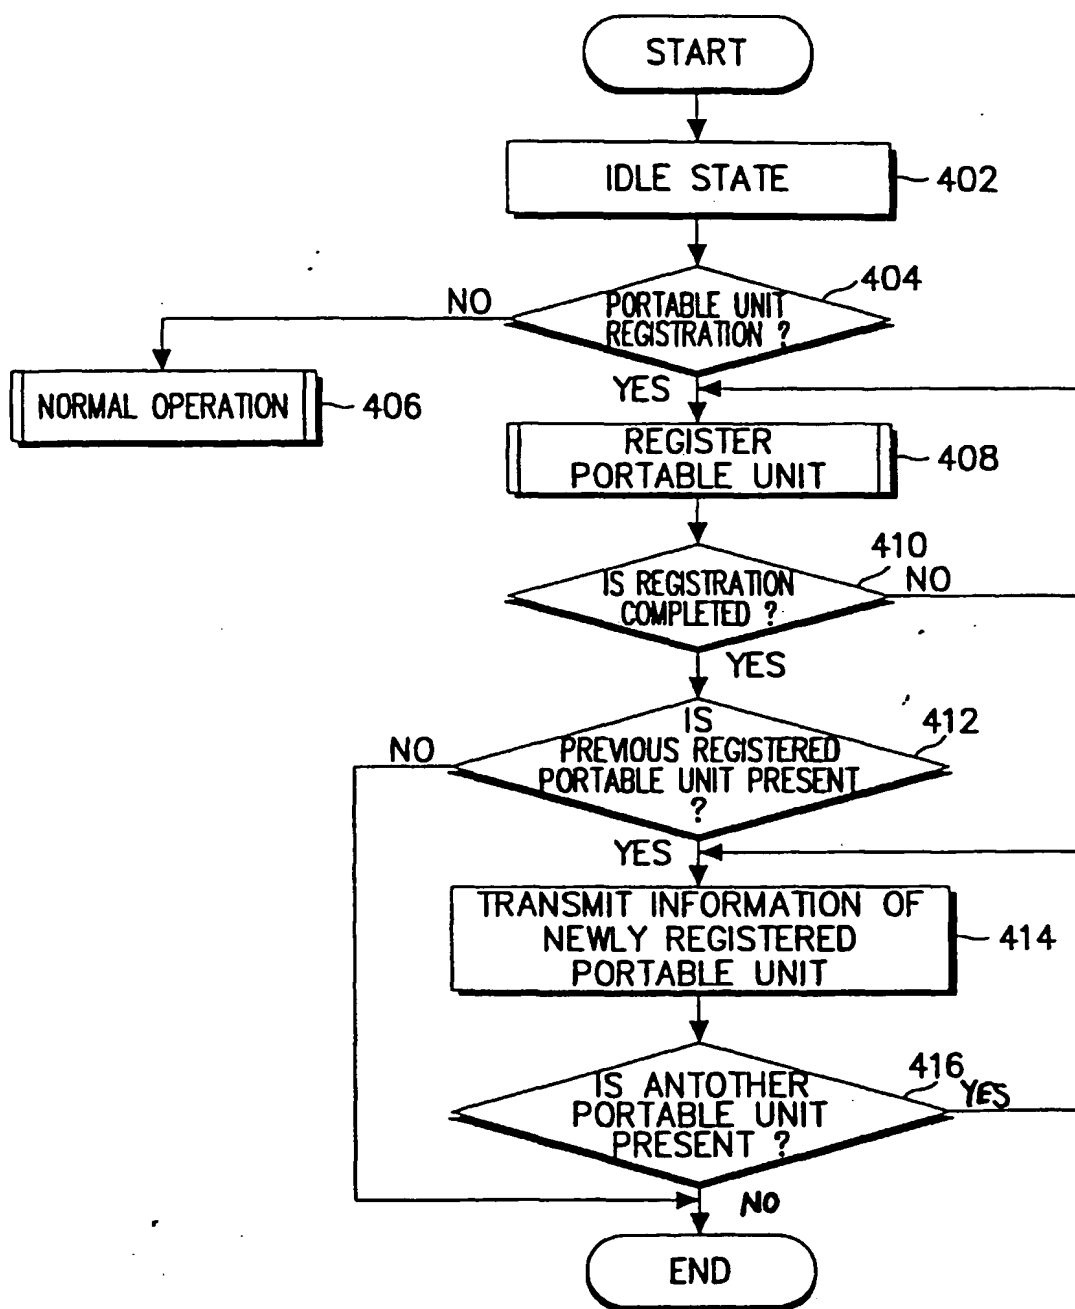 START
IDLE STATE
402
404
PORTABLE UNIT
REGISTRATION ?
NO
YES
NORMAL OPERATION
406
REGISTER
PORTABLE UNIT
408
410
IS REGISTRATION
COMPLETED ?
NO
YES
412
IS
PREVIOUS REGISTERED
PORTABLE UNIT PRESENT
?
NO
YES
TRANSMIT INFORMATION OF
NEWLY REGISTERED
PORTABLE UNIT
414
416
IS ANTOTHER
PORTABLE UNIT
PRESENT ?
YES
NO
END